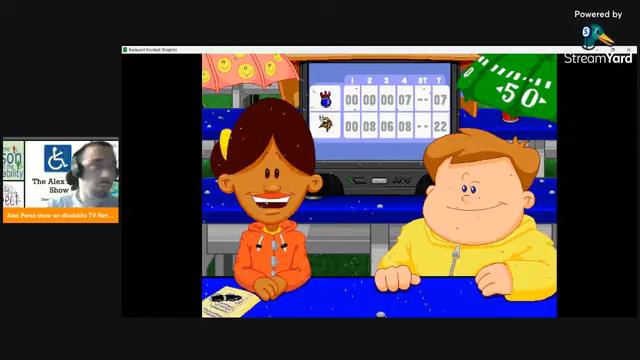 Powered by
StreamYard
Backyard Football (English)
1 2 3 4 OT T
00 00 00 07 -- 07
00 08 06 08 -- 22
50
The Alex
Show
Alex Perez show on disability TV Net...